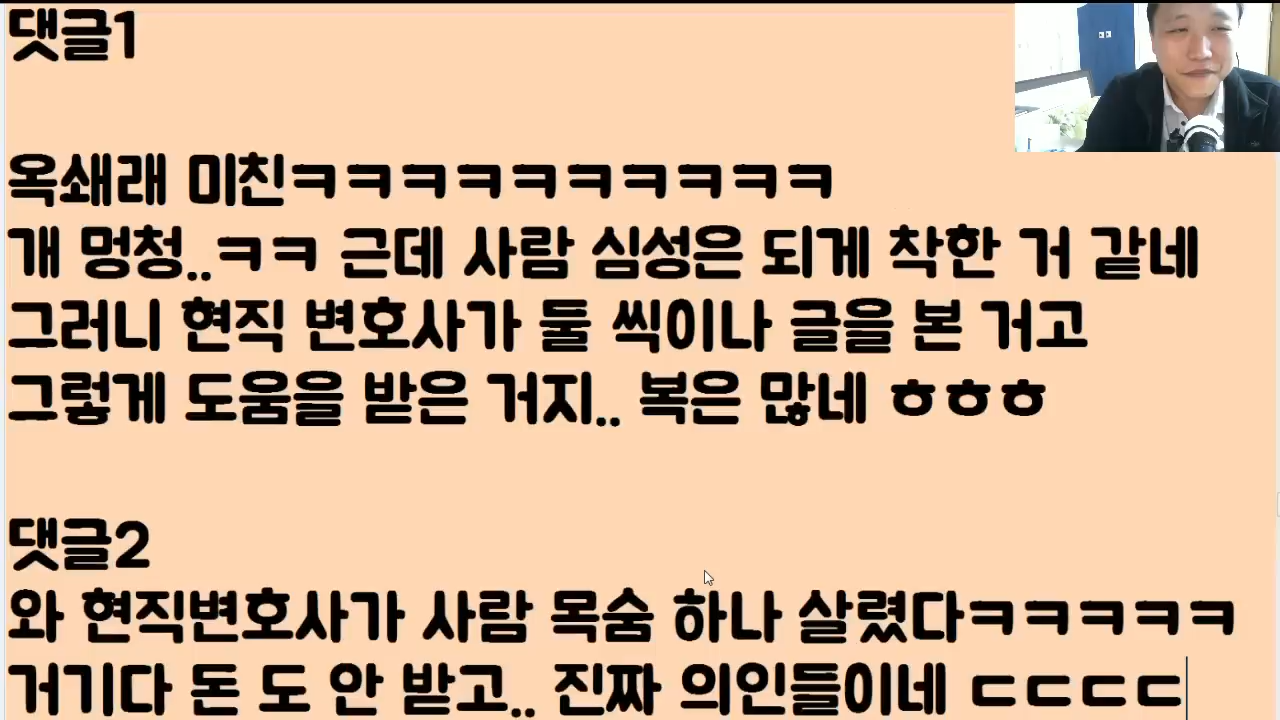 댓글1
옥쇄래 미친ㅋㅋㅋㅋㅋㅋㅋㅋㅋㅋ
개 멍청..ㅋㅋ 근데 사람 심성은 되게 착한 거 같네
그러니 현직 변호사가 둘 씩이나 글을 본 거고
그렇게 도움을 받은 거지.. 복은 많네 ㅎㅎㅎ
댓글2
와 현직변호사가 사람 목숨 하나 살렸다ㅋㅋㅋㅋㅋ
거기다 돈 도 안 받고.. 진짜 의인들이네 ㄷㄷㄷㄷ